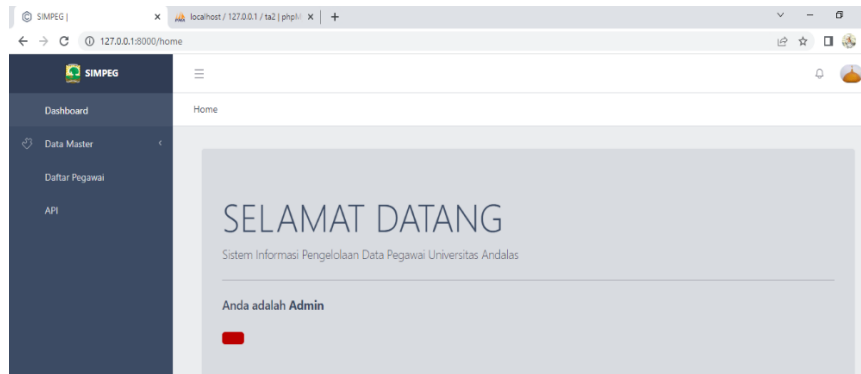 SIMPEG |
localhost / 127.0.0.1 / ta2 | phpM
127.0.0.1:8000/home
SIMPEG
Dashboard
Home
Data Master
Daftar Pegawai
API
SELAMAT DATANG
Sistem Informasi Pengelolaan Data Pegawai Universitas Andalas
Anda adalah Admin